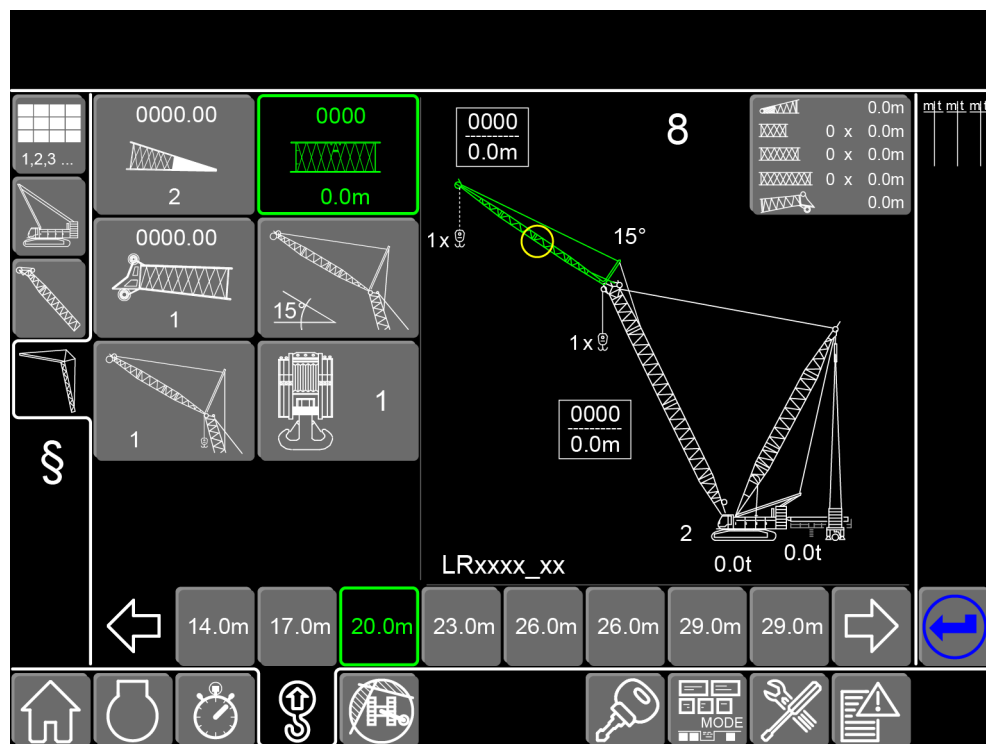 1,2,3 ...
0000.00
2
0000
0.0m
0000.00
1
15°
1
1
§
0000
0.0m
8
0.0m
0 x 0.0m
0 x 0.0m
0 x 0.0m
0.0m
m|t m|t m|t
1 x
15°
1 x
0000
0.0m
2
0.0t
0.0t
LRxxxx_xx
14.0m
17.0m
20.0m
23.0m
26.0m
26.0m
29.0m
29.0m
MODE